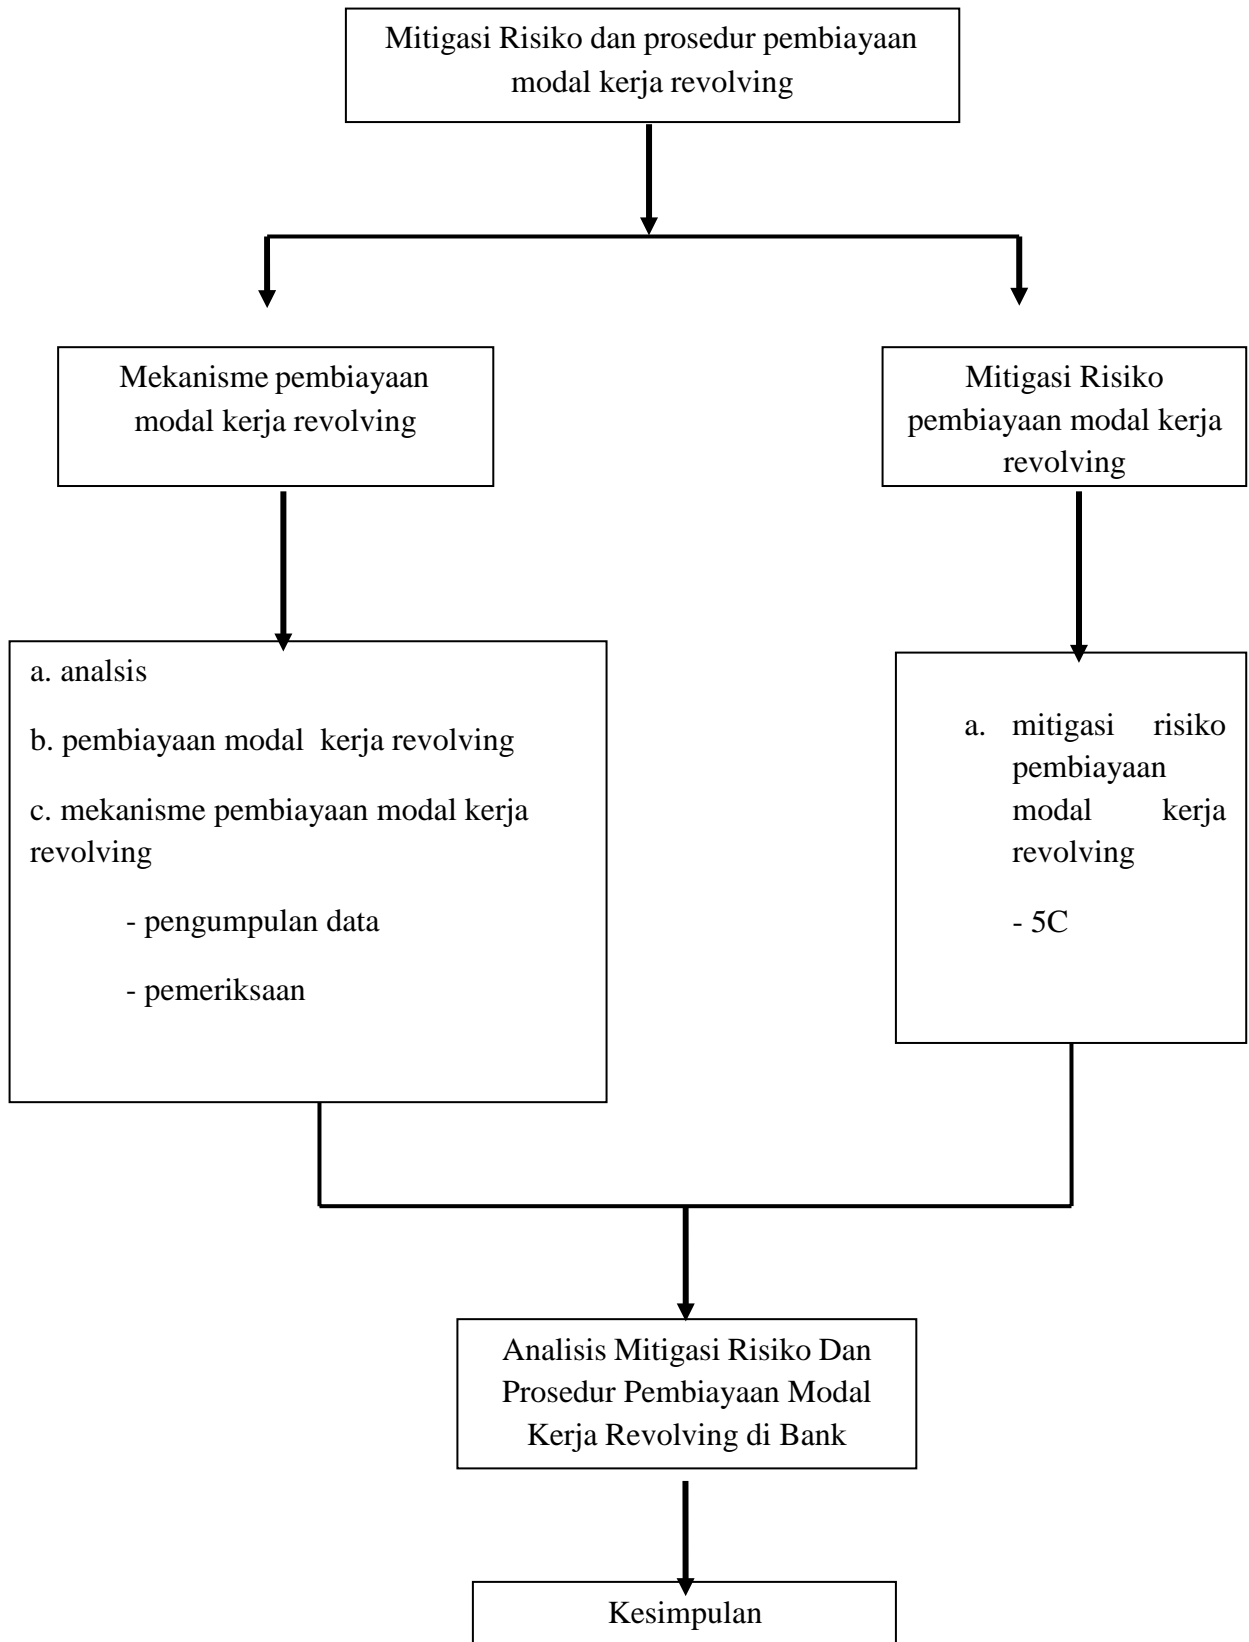 Mitigasi Risiko dan prosedur pembiayaan
modal kerja revolving
Mekanisme pembiayaan
modal kerja revolving
Mitigasi Risiko
pembiayaan modal kerja
revolving
a. analsis
b. pembiayaan modal kerja revolving
c. mekanisme pembiayaan modal kerja
revolving
- pengumpulan data
- pemeriksaan
a. mitigasi risiko
pembiayaan
modal kerja
revolving
- 5C
Analisis Mitigasi Risiko Dan
Prosedur Pembiayaan Modal
Kerja Revolving di Bank
Kesimpulan